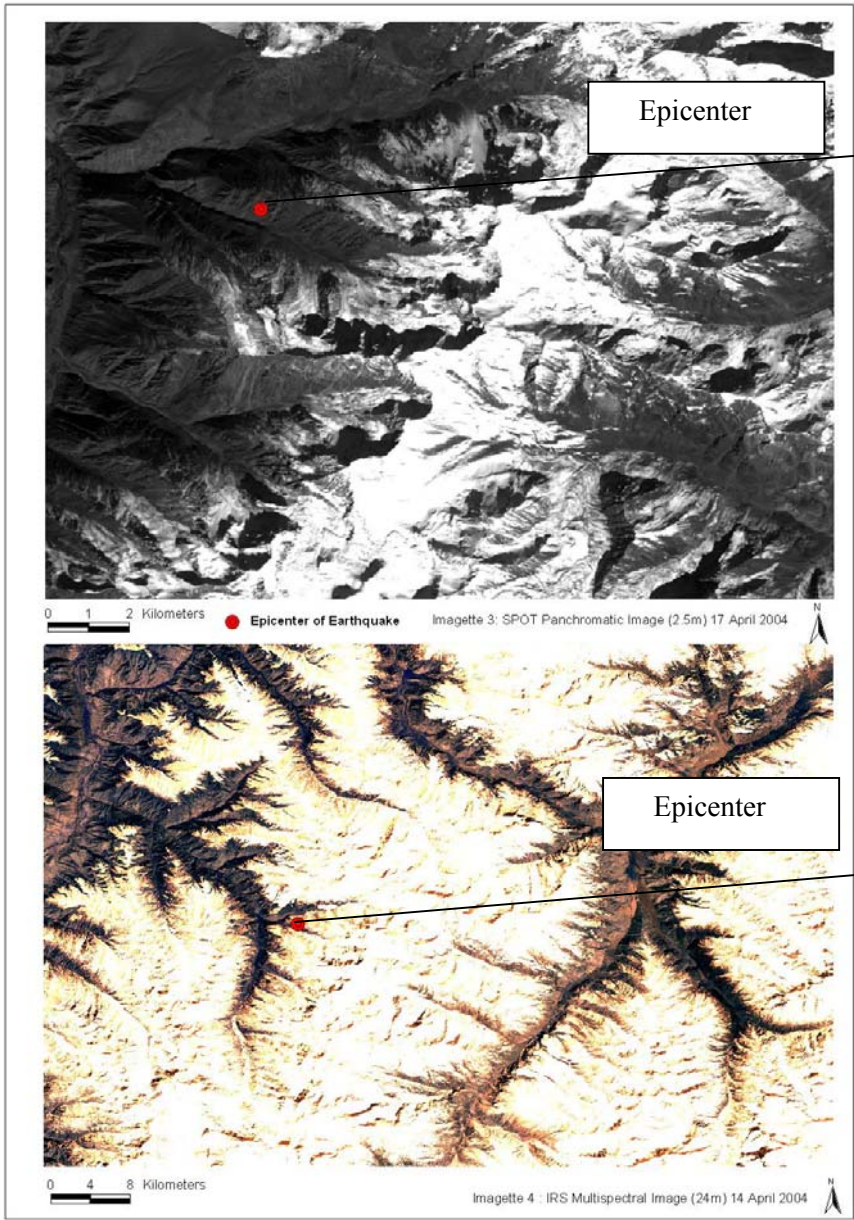 Epicenter
0 1 2 Kilometers
Epicenter of Earthquake
Imagette 3: SPOT Panchromatic Image (2.5m) 17 April 2004
N
Epicenter
0 4 8 Kilometers
Imagette 4 : IRS Multispectral Image (24m) 14 April 2004
N